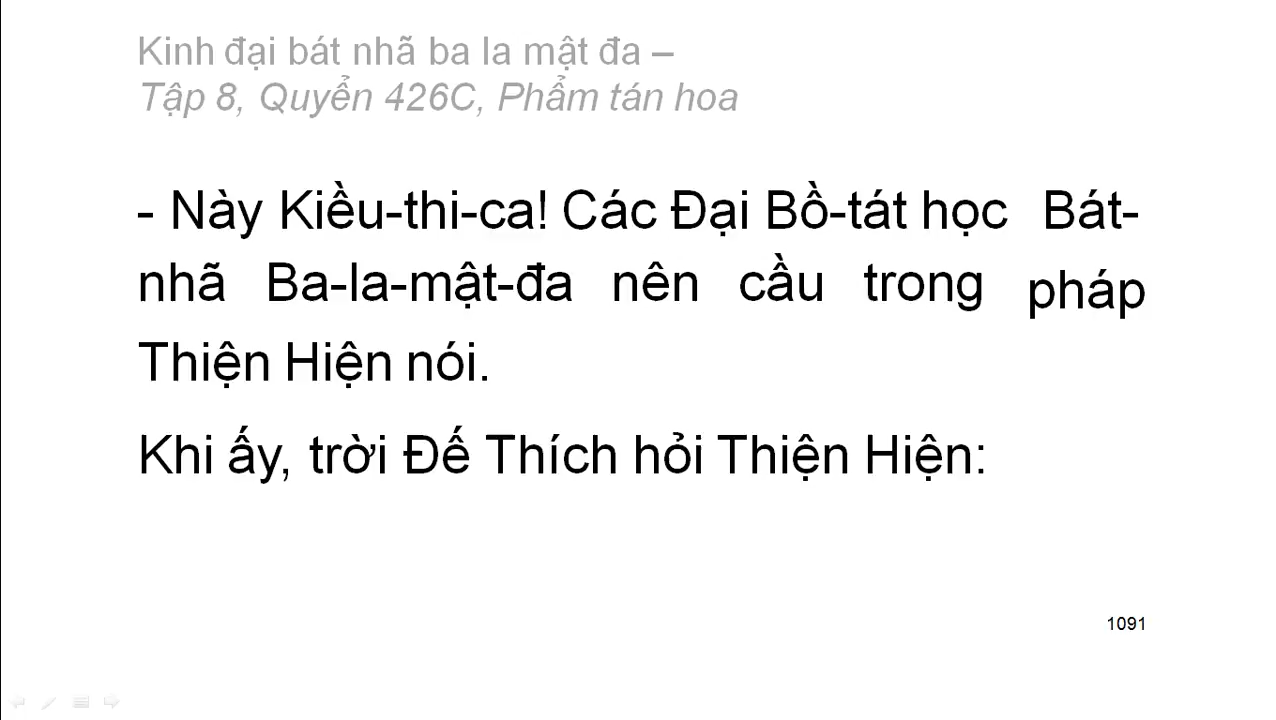 Kinh đại bát nhã ba la mật đa –
Tập 8, Quyển 426C, Phẩm tán hoa
- Này Kiều-thi-ca! Các Đại Bồ-tát học Bát-
nhã Ba-la-mật-đa nên cầu trong pháp
Thiện Hiện nói.
Khi ấy, trời Đế Thích hỏi Thiện Hiện:
1091